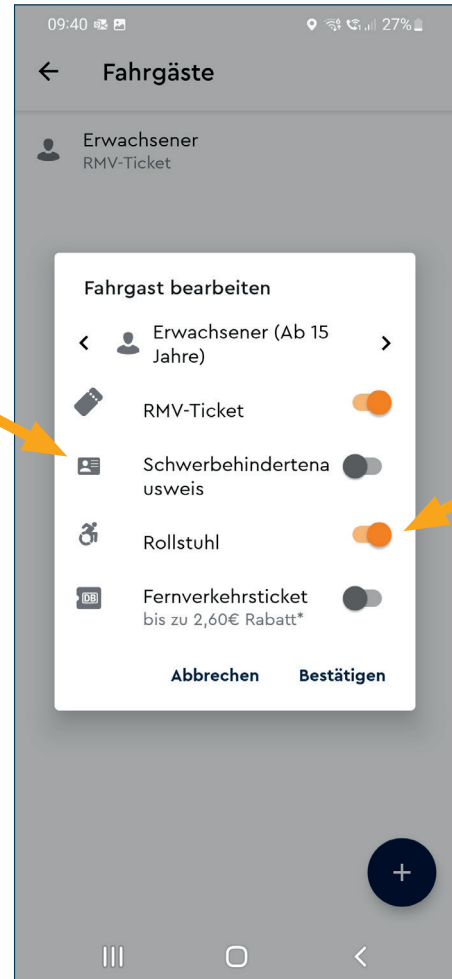 09:40
27%
Fahrgäste
Erwachsener
RMV-Ticket
Fahrgast bearbeiten
Erwachsener (Ab 15
Jahre)
RMV-Ticket
Schwerbehindertena
usweis
Rollstuhl
DB
Fernverkehrsticket
bis zu 2,60€ Rabatt*
Abbrechen Bestätigen